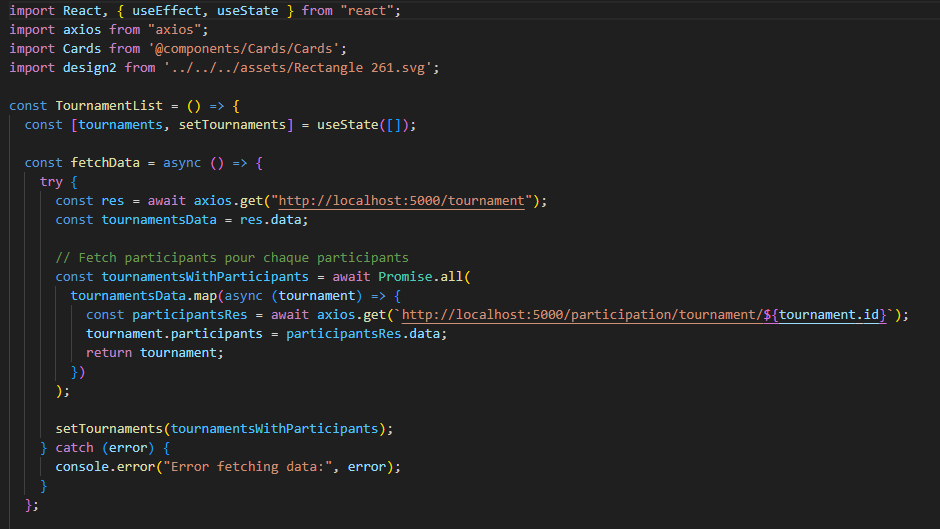 import React, { useEffect, useState } from "react";
import axios from "axios";
import Cards from '@components/Cards/Cards';
import design2 from '../../../assets/Rectangle 261.svg';

const TournamentList = () => {
  const [tournaments, setTournaments] = useState([]);

  const fetchData = async () => {
    try {
      const res = await axios.get("http://localhost:5000/tournament");
      const tournamentsData = res.data;

      // Fetch participants pour chaque participants
      const tournamentsWithParticipants = await Promise.all(
        tournamentsData.map(async (tournament) => {
          const participantsRes = await axios.get(`http://localhost:5000/participation/tournament/${tournament.id}`);
          tournament.participants = participantsRes.data;
          return tournament;
        })
      );

      setTournaments(tournamentsWithParticipants);
    } catch (error) {
      console.error("Error fetching data:", error);
    }
  };